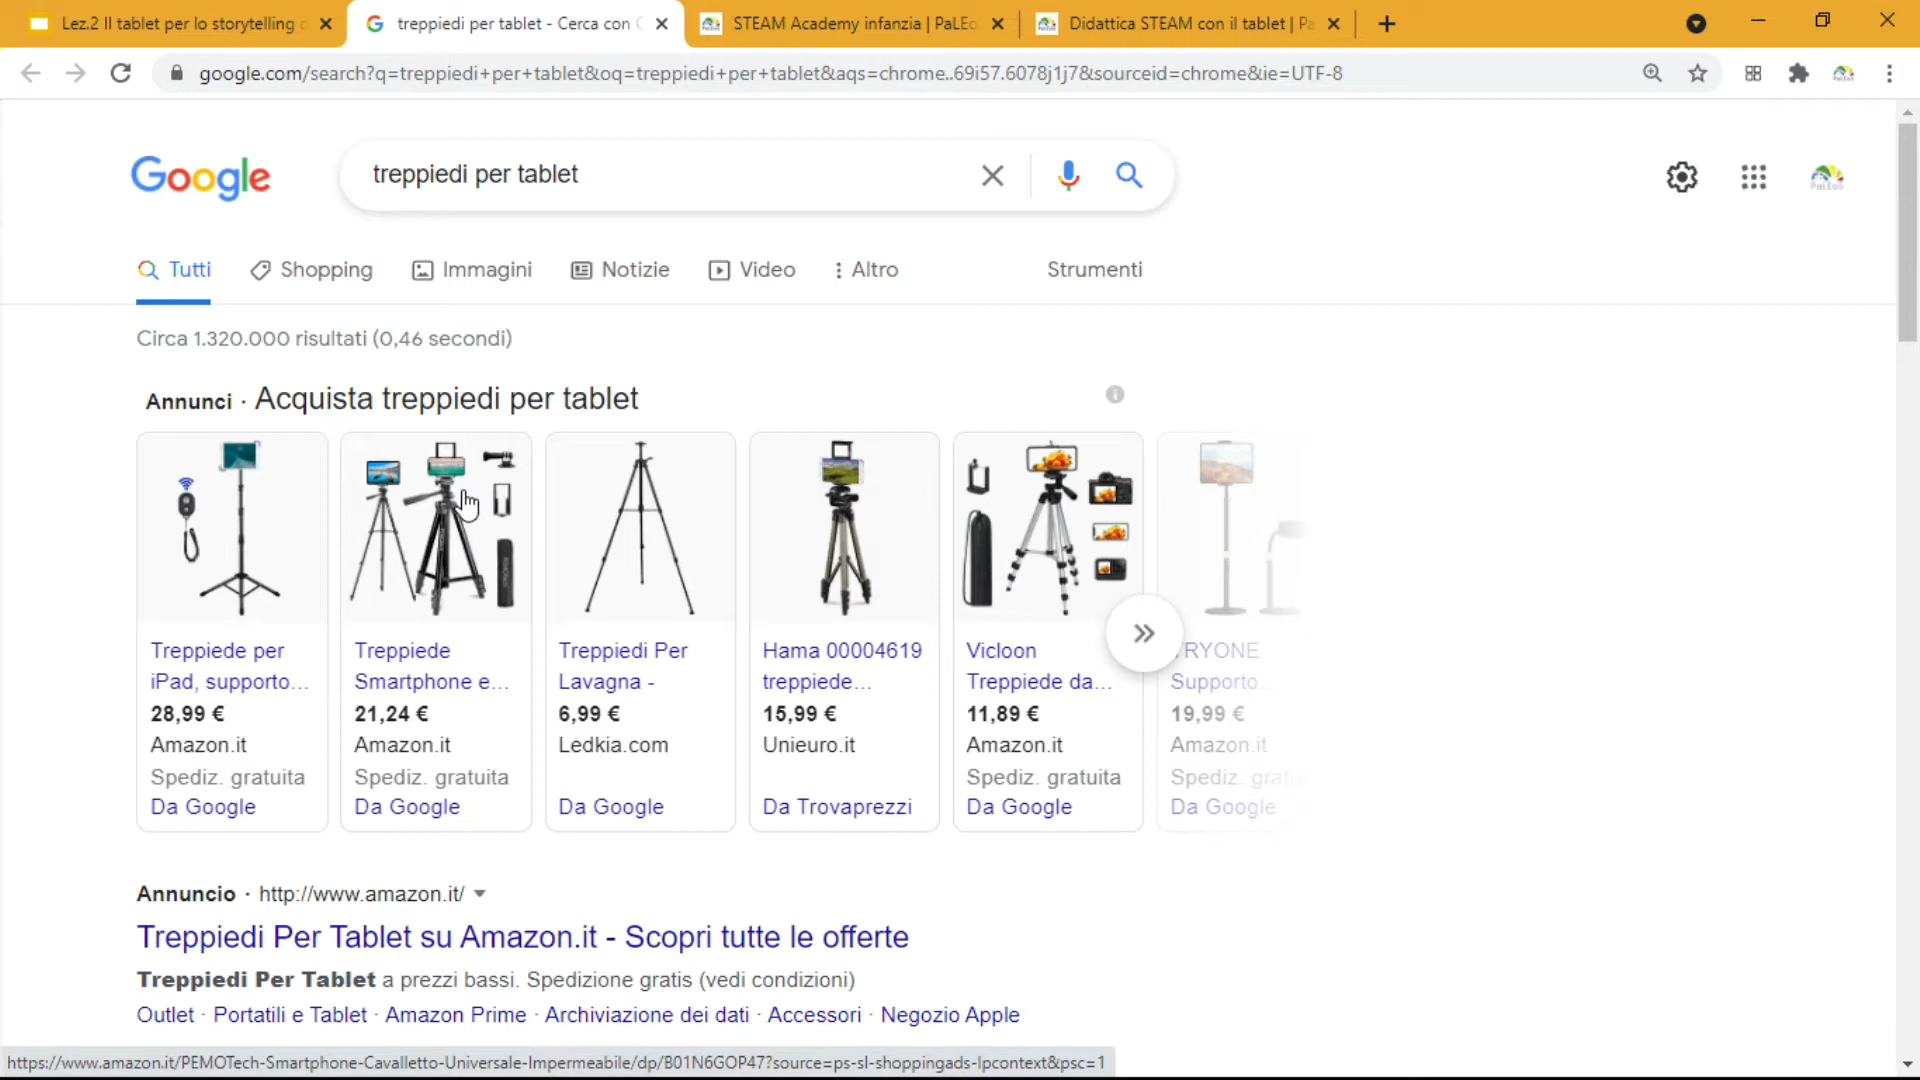 Lez.2 Il tablet per lo storytelling
treppiedi per tablet - Cerca con
STEAM Academy infanzia | PaLEo
Didattica STEAM con il tablet | Pa
google.com/search?q=treppiedi+per+tablet&oq=treppiedi+per+tablet&aqs=chrome..69i57.6078j1j7&sourceid=chrome&ie=UTF-8
Google
treppiedi per tablet
Tutti
Shopping
Immagini
Notizie
Video
Altro
Strumenti
Circa 1.320.000 risultati (0,46 secondi)
Annunci · Acquista treppiedi per tablet
Treppiede per
iPad, supporto...
28,99 €
Amazon.it
Spediz. gratuita
Da Google
Treppiede
Smartphone e...
21,24 €
Amazon.it
Spediz. gratuita
Da Google
Treppiedi Per
Lavagna -
6,99 €
Ledkia.com
Da Google
Hama 00004619
treppiede...
15,99 €
Unieuro.it
Da Trovaprezzi
Vicloon
Treppiede da...
11,89 €
Amazon.it
Spediz. gratuita
Da Google
RYONE
Supporto...
19,99 €
Amazon.it
Spediz. gratu
Da Google
Annuncio · http://www.amazon.it/
Treppiedi Per Tablet su Amazon.it - Scopri tutte le offerte
Treppiedi Per Tablet a prezzi bassi. Spedizione gratis (vedi condizioni)
Outlet · Portatili e Tablet · Amazon Prime · Archiviazione dei dati · Accessori · Negozio Apple
https://www.amazon.it/PEMOTech-Smartphone-Cavalletto-Universale-Impermeabile/dp/B01N6GOP47?source=ps-sl-shoppingads-lpcontext&psc=1